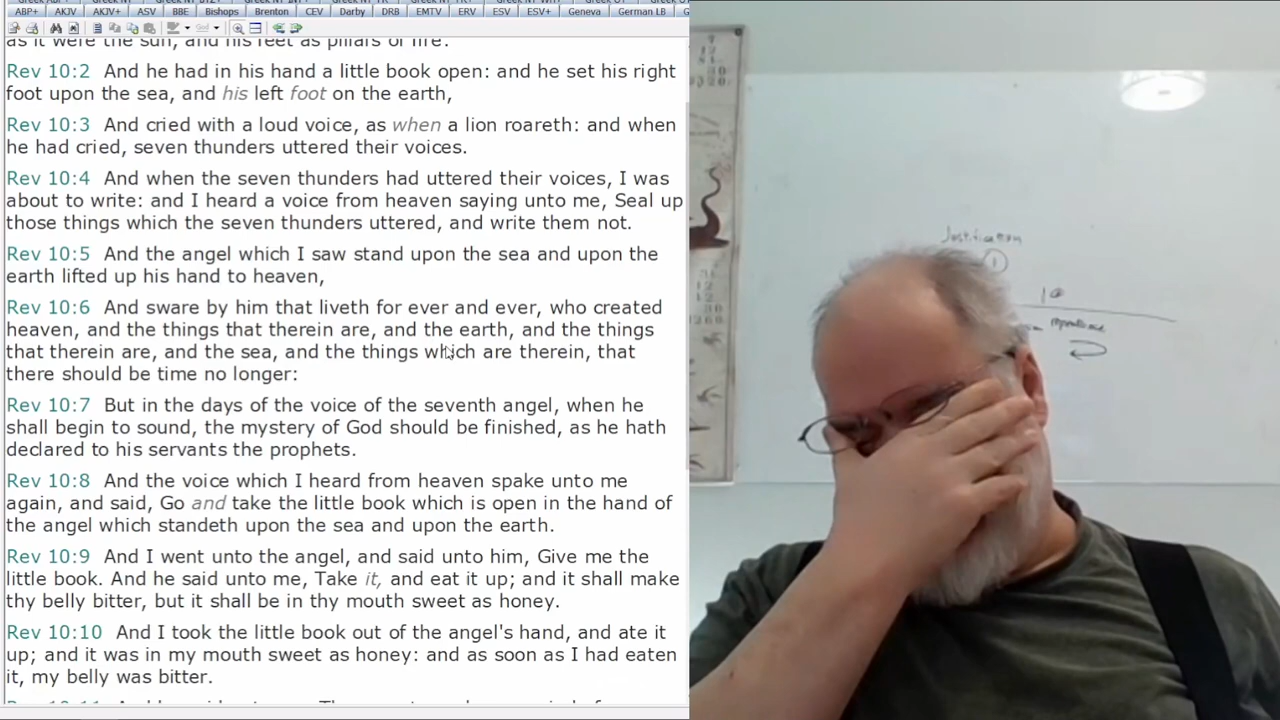 ABP+ AKJV AKJV+ ASV BBE Bishops Brenton CEV Darby DRB EMTV ERV ESV ESV+ Geneva German LB
as it were the sun, and his feet as pillars of fire:
Rev 10:2 And he had in his hand a little book open: and he set his right
foot upon the sea, and his left foot on the earth,
Rev 10:3 And cried with a loud voice, as when a lion roareth: and when
he had cried, seven thunders uttered their voices.
Rev 10:4 And when the seven thunders had uttered their voices, I was
about to write: and I heard a voice from heaven saying unto me, Seal up
those things which the seven thunders uttered, and write them not.
Rev 10:5 And the angel which I saw stand upon the sea and upon the
earth lifted up his hand to heaven,
Rev 10:6 And sware by him that liveth for ever and ever, who created
heaven, and the things that therein are, and the earth, and the things
that therein are, and the sea, and the things which are therein, that
there should be time no longer:
Rev 10:7 But in the days of the voice of the seventh angel, when he
shall begin to sound, the mystery of God should be finished, as he hath
declared to his servants the prophets.
Rev 10:8 And the voice which I heard from heaven spake unto me
again, and said, Go and take the little book which is open in the hand of
the angel which standeth upon the sea and upon the earth.
Rev 10:9 And I went unto the angel, and said unto him, Give me the
little book. And he said unto me, Take it, and eat it up; and it shall make
thy belly bitter, but it shall be in thy mouth sweet as honey.
Rev 10:10 And I took the little book out of the angel's hand, and ate it
up; and it was in my mouth sweet as honey: and as soon as I had eaten
it, my belly was bitter.
Justification
1